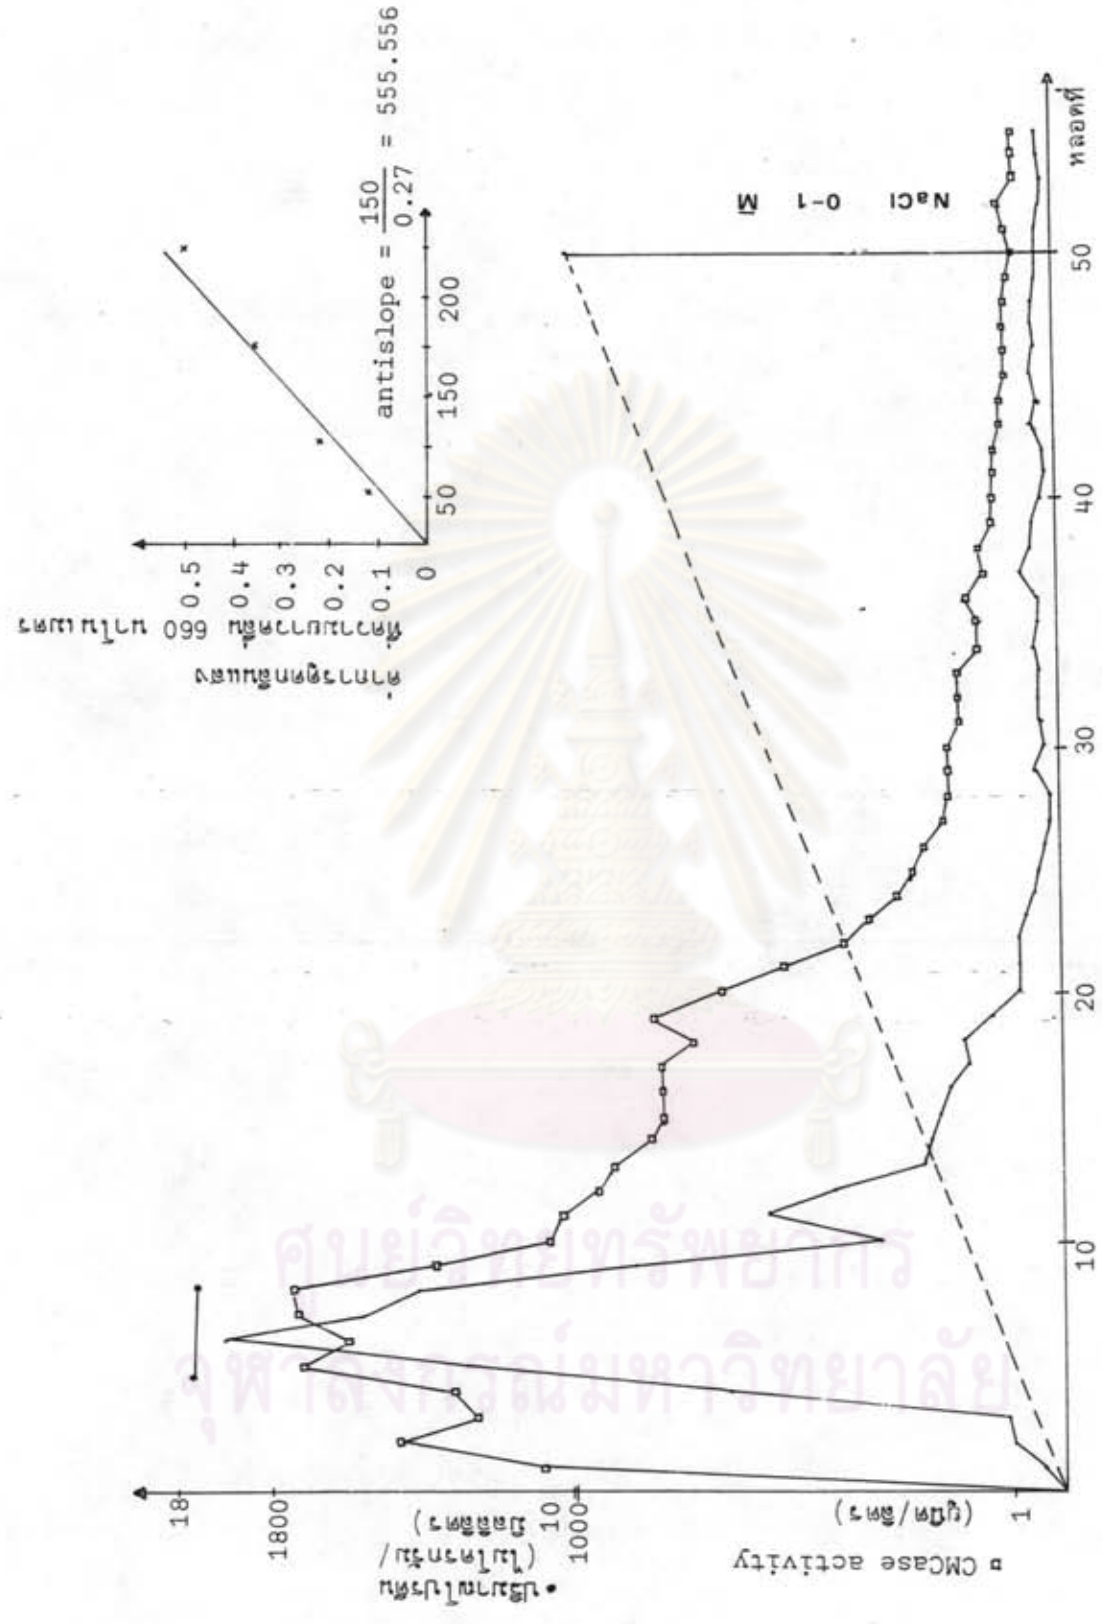 ค่าการดูดกลืนแสง
ที่ความยาวคลื่น 660 นาโนเมตร
0.5
0.4
0.3
0.2
0.1
0
50
150
200
antislope = 150/0.27 = 555.556
• ปริมาณโปรตีน
(ไมโครกรัม/
มิลลิลิตร)
¤ CMCase activity
(ยูนิต/ลิตร)
18
1800
10
1000
1
NaCl 0-1 M̅
10
20
30
40
50
หลอดที่
ศูนย์วิทยทรัพยากร
จุฬาลงกรณ์มหาวิทยาลัย